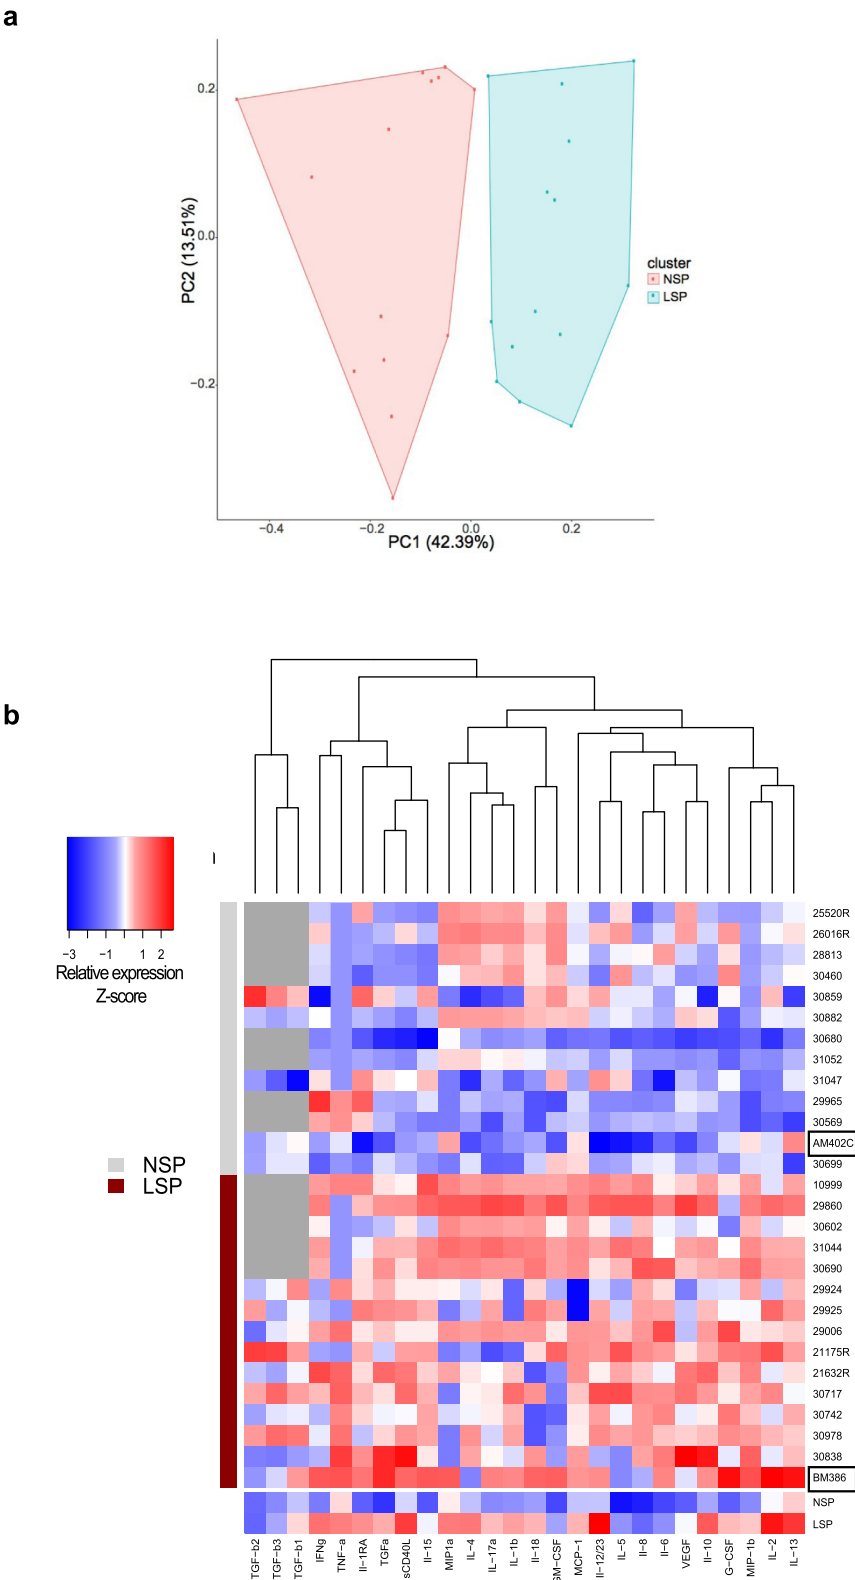 a
0.2
0.0
−0.2
PC2 (13.51%)
−0.4
−0.2
0.0
0.2
PC1 (42.39%)
cluster
NSP
LSP
b
−3
−1
1
2
Relative expression
Z-score
NSP
LSP
25520R
26016R
28813
30460
30859
30882
30680
31052
31047
29965
30569
AM402C
30699
10999
29860
30602
31044
30690
29924
29925
29006
21175R
21632R
30717
30742
30978
30838
BM386
NSP
LSP
TGF−b2
TGF−b3
TGF−b1
IFNg
TNF−a
Il−1RA
TGFa
sCD40L
Il−15
MIP1a
IL−4
IL−17a
IL−1b
Il−18
GM−CSF
MCP−1
Il−12/23
IL−5
Il−8
Il−6
VEGF
Il−10
G−CSF
MIP−1b
IL−2
IL−13